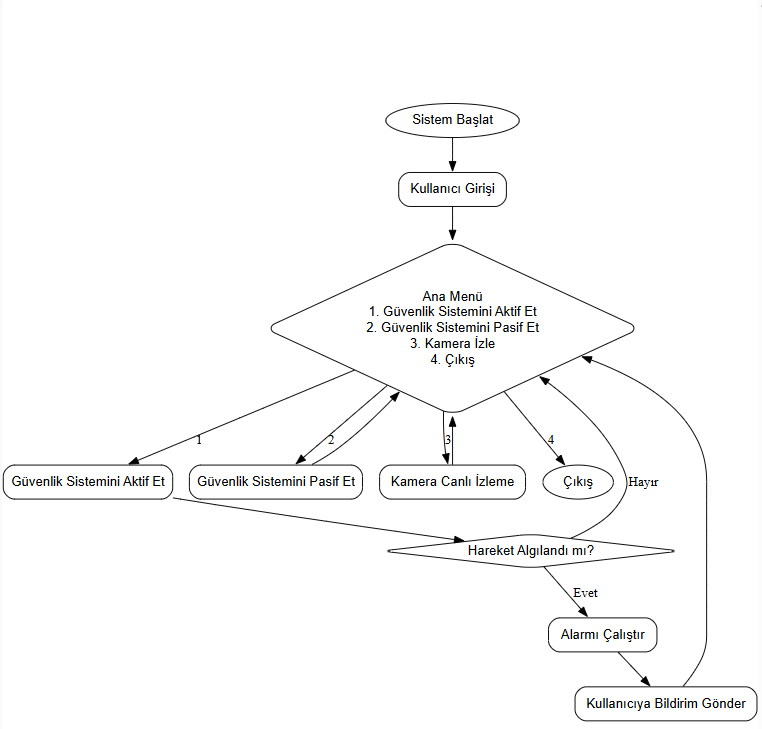 Sistem Başlat
Kullanıcı Girişi
Ana Menü
1. Güvenlik Sistemini Aktif Et
2. Güvenlik Sistemini Pasif Et
3. Kamera İzle
4. Çıkış
1
2
3
4
Güvenlik Sistemini Aktif Et
Güvenlik Sistemini Pasif Et
Kamera Canlı İzleme
Çıkış
Hayır
Hareket Algılandı mı?
Evet
Alarmı Çalıştır
Kullanıcıya Bildirim Gönder